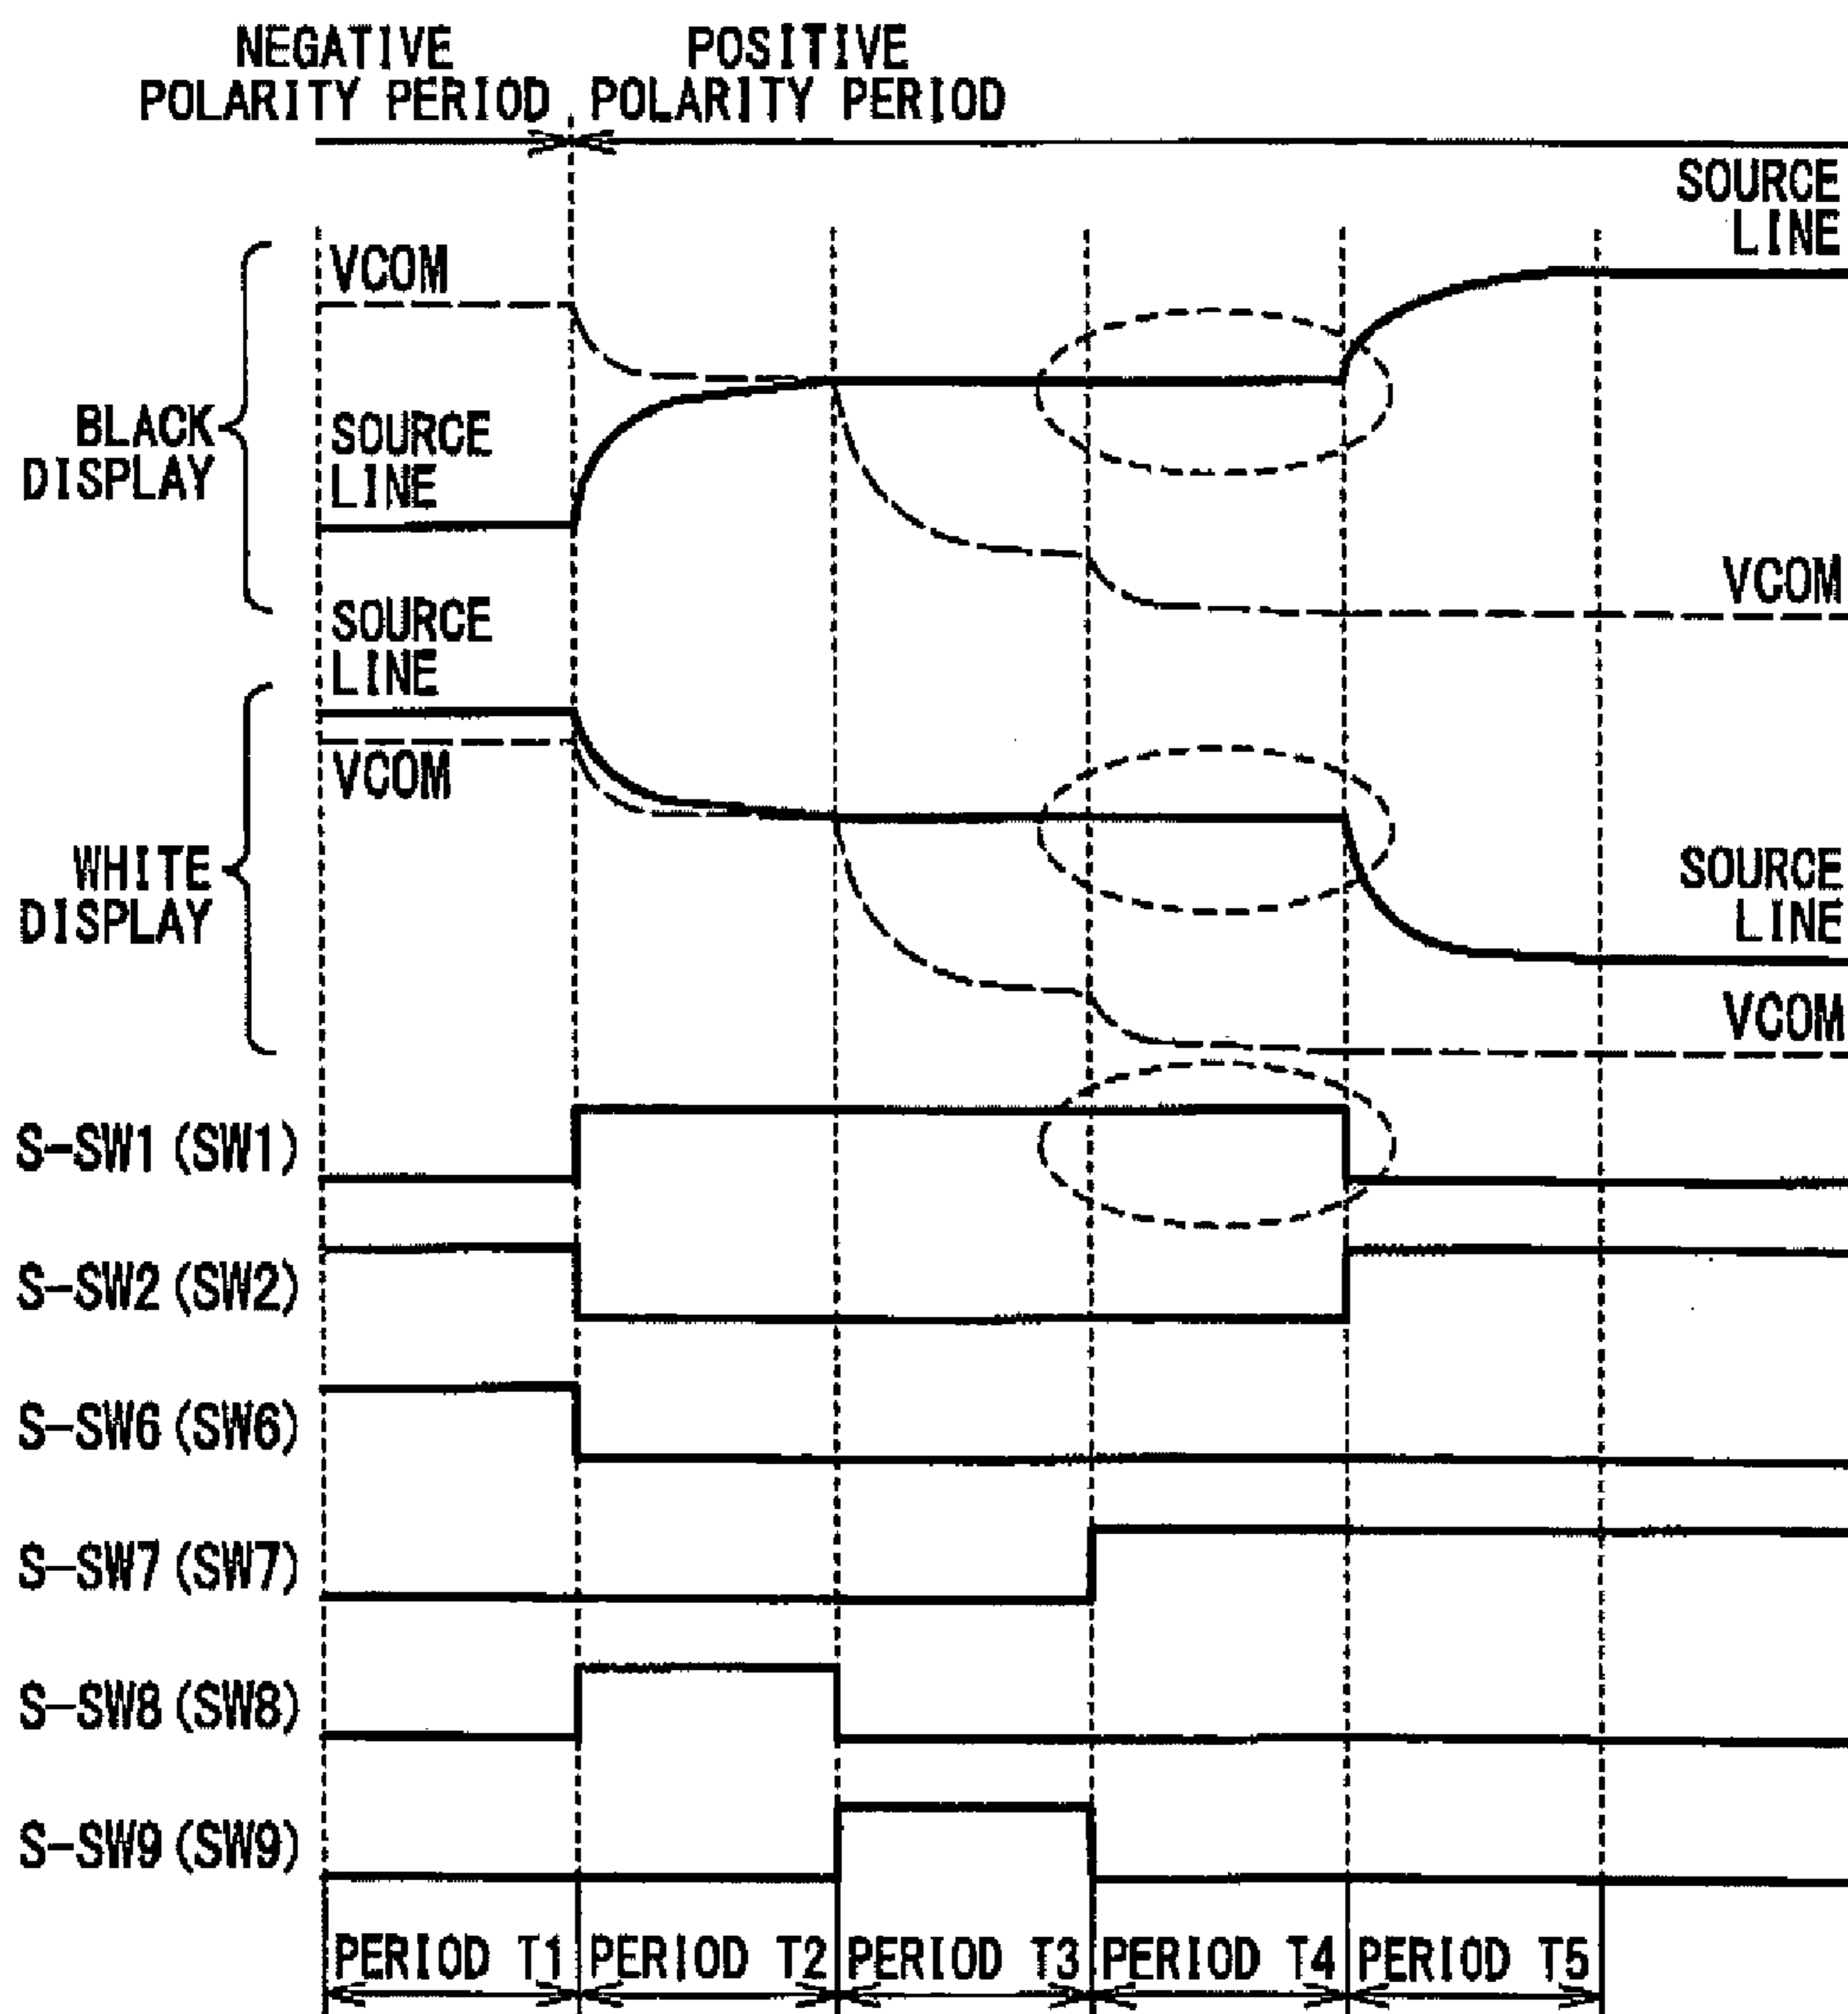 NEGATIVE
POLARITY PERIOD
POSITIVE
POLARITY PERIOD
SOURCE
LINE
VCOM
BLACK
DISPLAY
SOURCE
LINE
VCOM
SOURCE
LINE
VCOM
WHITE
DISPLAY
SOURCE
LINE
VCOM
S-SW1(SW1)
S-SW2(SW2)
S-SW6(SW6)
S-SW7(SW7)
S-SW8(SW8)
S-SW9(SW9)
PERIOD T1
PERIOD T2
PERIOD T3
PERIOD T4
PERIOD T5